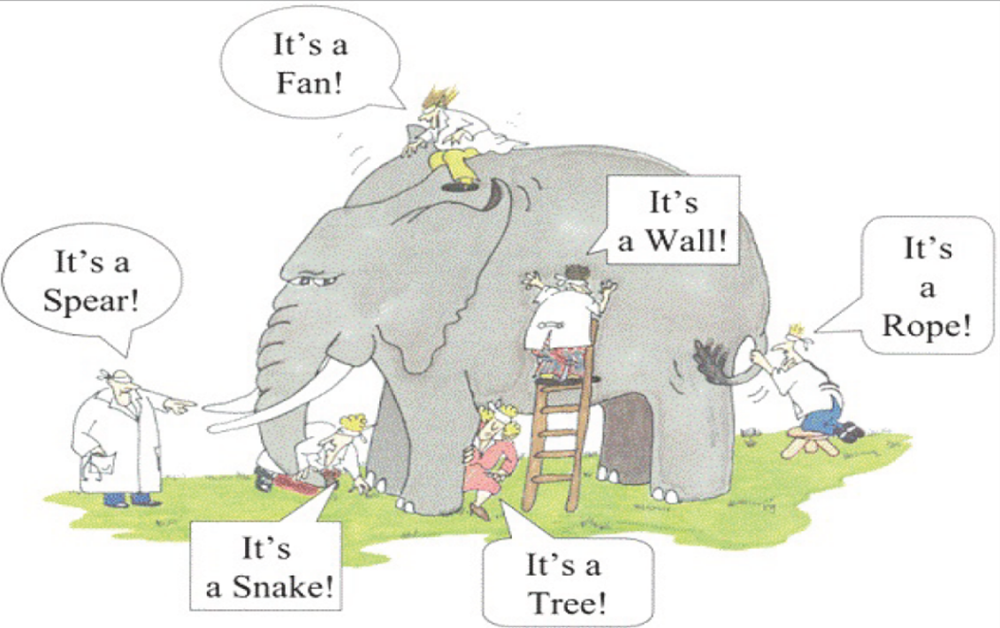 It's a
Fan!
It's
a Wall!
It's a
Spear!
It's
a
Rope!
It's
a Snake!
It's a
Tree!